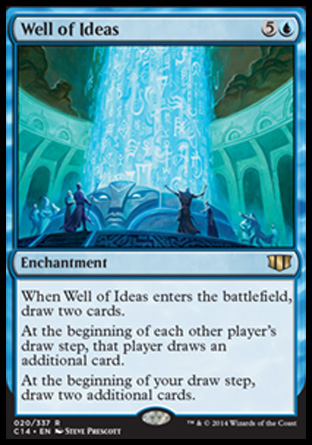 Well of Ideas 5
Enchantment
When Well of Ideas enters the battlefield,
draw two cards.
At the beginning of each other player's
draw step, that player draws an
additional card.
At the beginning of your draw step,
draw two additional cards.
020/337 R
C14 • EN Steve Prescott
™ & © 2014 Wizards of the Coast